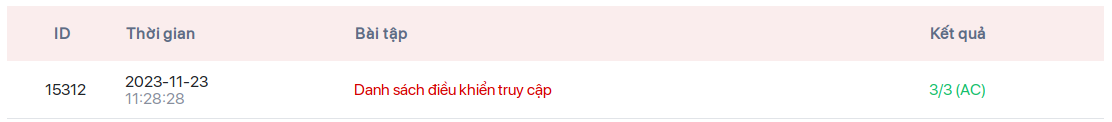 ID Thời gian Bài tập Kết quả
15312 2023-11-23 Danh sách điều khiển truy cập 3/3 (AC)
11:28:28